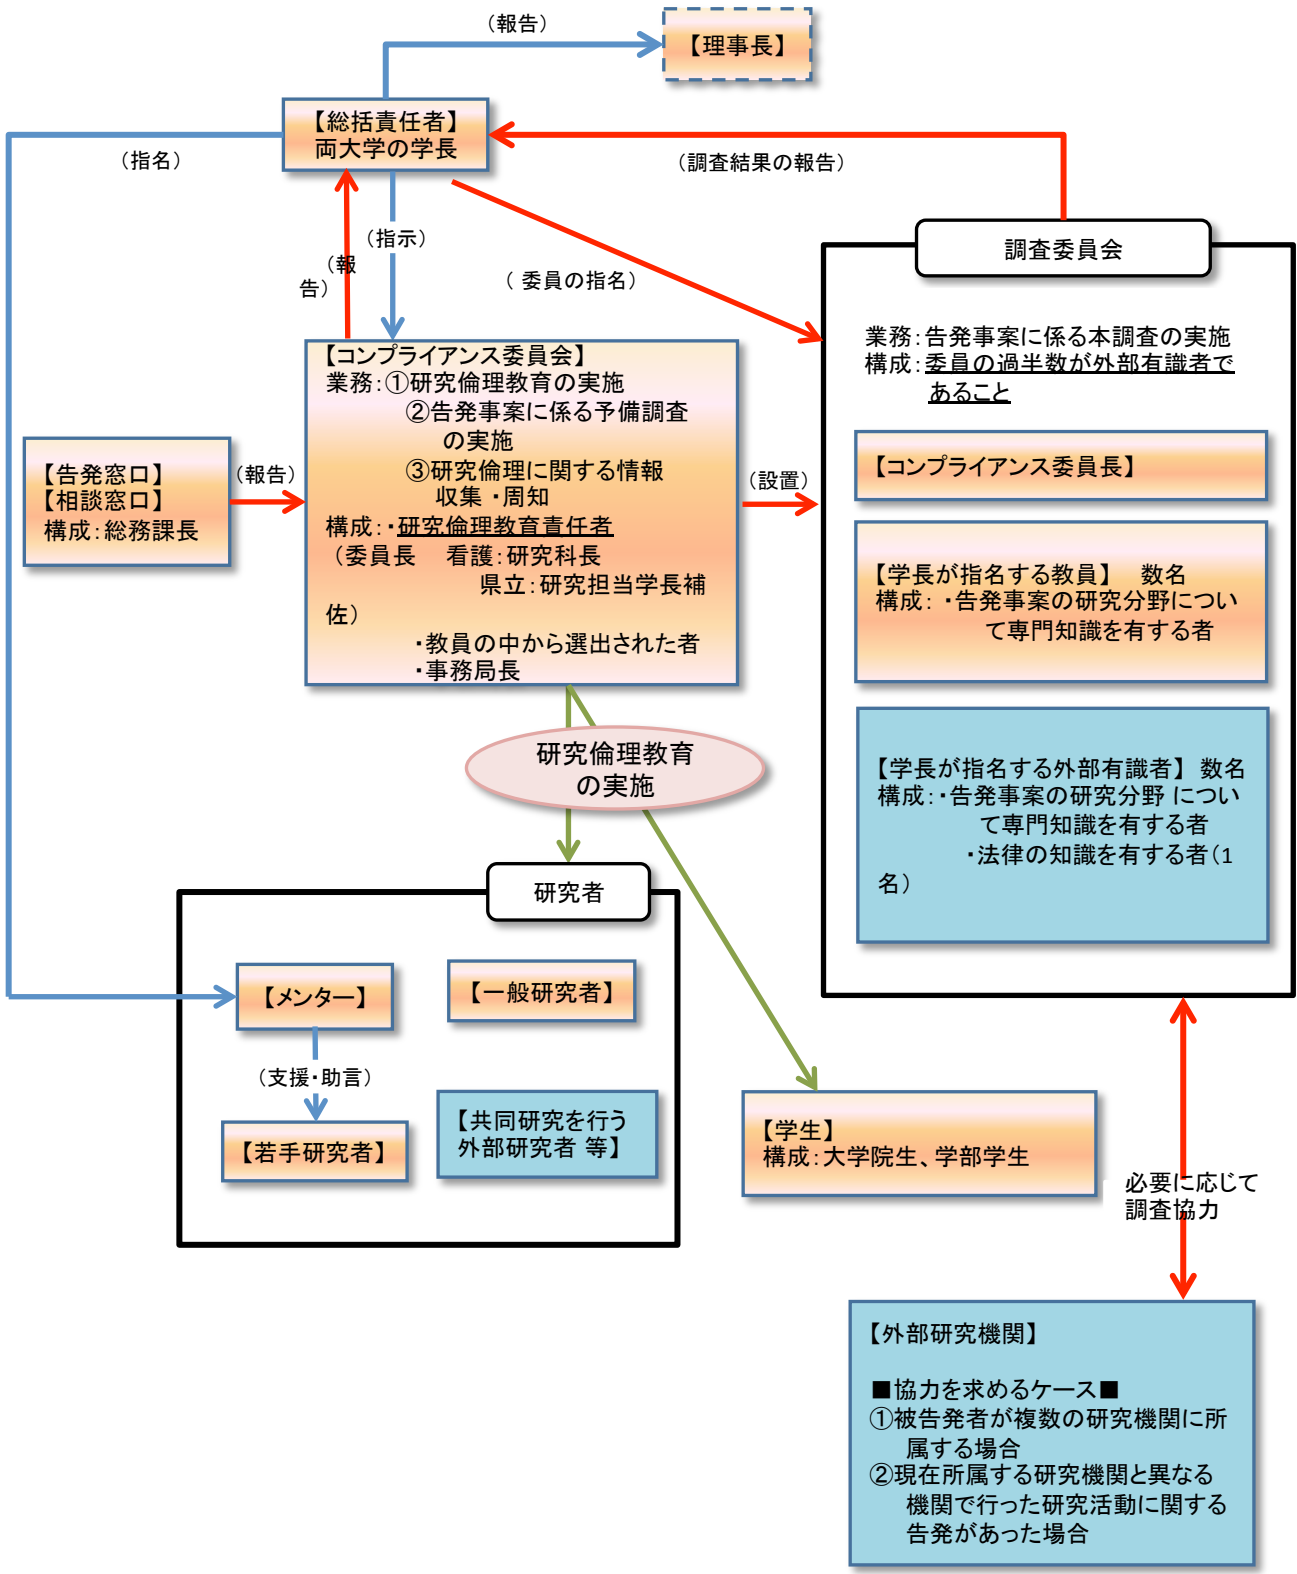 （報告）
【理事長】
【総括責任者】
両大学の学長
（指名）
（調査結果の報告）
（指示）
（報
告）
（ 委員の指名）
調査委員会
業務：告発事案に係る本調査の実施
構成：委員の過半数が外部有識者で
あること
【コンプライアンス委員会】
業務：①研究倫理教育の実施
②告発事案に係る予備調査
の実施
③研究倫理に関する情報
収集 ・周知
構成：・研究倫理教育責任者
（委員長　看護：研究科長
県立：研究担当学長補
佐）
・教員の中から選出された者
・事務局長
【告発窓口】
【相談窓口】
構成：総務課長
（報告）
（設置）
【コンプライアンス委員長】
【学長が指名する教員】　数名
構成： ・告発事案の研究分野につい
て専門知識を有する者
【学長が指名する外部有識者】 数名
構成：・告発事案の研究分野 につい
て専門知識を有する者
・法律の知識を有する者（1
名）
研究倫理教育
の実施
研究者
【メンター】
【一般研究者】
（支援・助言）
【若手研究者】
【共同研究を行う
外部研究者 等】
【学生】
構成：大学院生、学部学生
必要に応じて
調査協力
【外部研究機関】
■協力を求めるケース■
①被告発者が複数の研究機関に所
属する場合
②現在所属する研究機関と異なる
機関で行った研究活動に関する
告発があった場合